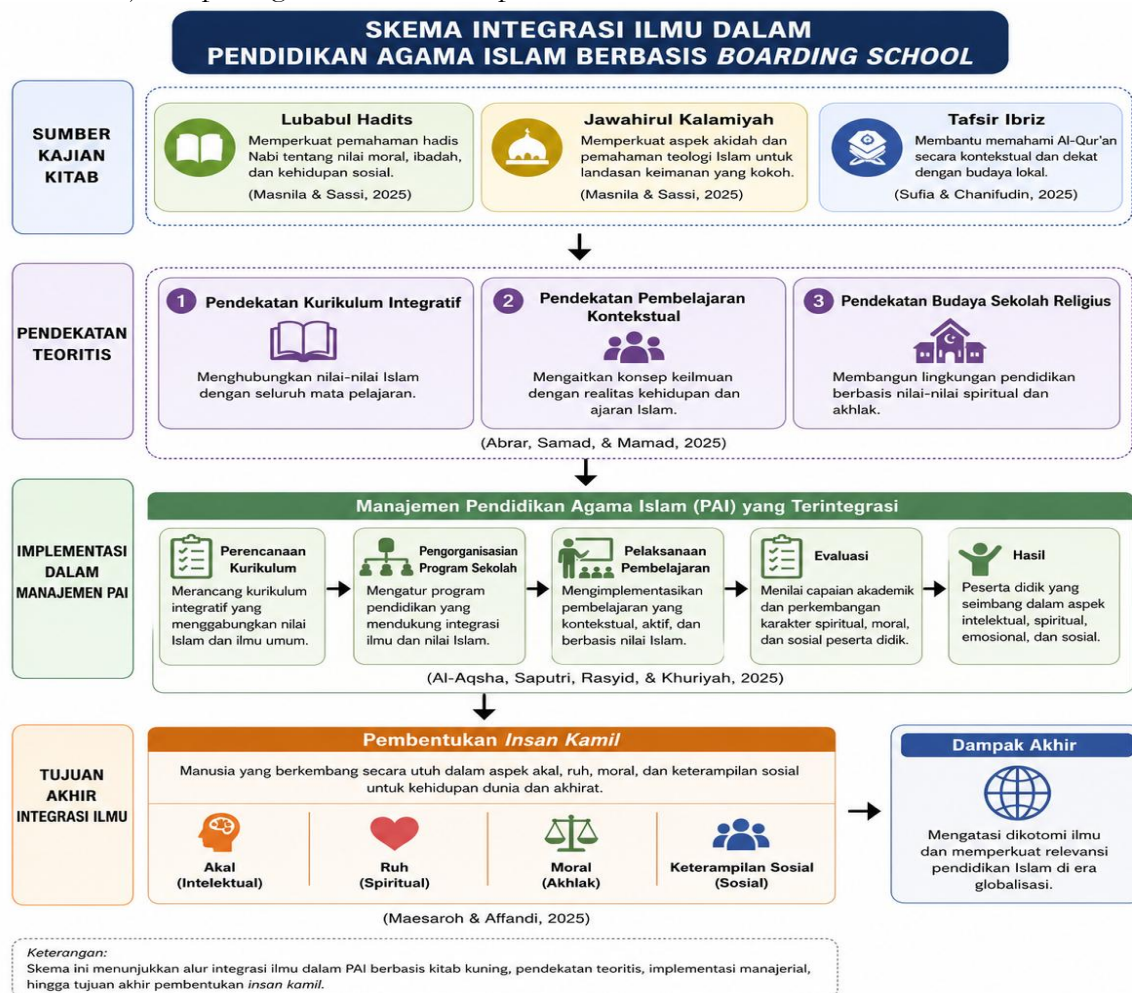 SKEMA INTEGRASI ILMU DALAM
PENDIDIKAN AGAMA ISLAM BERBASIS BOARDING SCHOOL
SUMBER
KAJIAN
KITAB
Lubabul Hadits
Memperkuat pemahaman hadis
Nabi tentang nilai moral, ibadah,
dan kehidupan sosial.
(Masnila & Sassi, 2025)
Jawahirul Kalamiyah
Memperkuat aspek akidah dan
pemahaman teologi Islam untuk
landasan keimanan yang kokoh.
(Masnila & Sassi, 2025)
Tafsir Ibriz
Membantu memahami Al-Qur'an
secara kontekstual dan dekat
dengan budaya lokal.
(Sufia & Chanifudin, 2025)
PENDEKATAN
TEORITIS
1 Pendekatan Kurikulum Integratif
Menghubungkan nilai-nilai Islam
dengan seluruh mata pelajaran.
2 Pendekatan Pembelajaran
Kontekstual
Mengaitkan konsep keilmuan
dengan realitas kehidupan dan
ajaran Islam.
3 Pendekatan Budaya Sekolah Religius
Membangun lingkungan pendidikan
berbasis nilai-nilai spiritual dan
akhlak.
(Abrar, Samad, & Mamad, 2025)
IMPLEMENTASI
DALAM
MANAJEMEN PAI
Manajemen Pendidikan Agama Islam (PAI) yang Terintegrasi
Perencanaan
Kurikulum
Merancang kurikulum
integratif yang
menggabungkan nilai
Islam dan ilmu umum.
Pengorganisasian
Program Sekolah
Mengatur program
pendidikan yang
mendukung integrasi
ilmu dan nilai Islam.
Pelaksanaan
Pembelajaran
Mengimplementasikan
pembelajaran yang
kontekstual, aktif, dan
berbasis nilai Islam.
Evaluasi
Menilai capaian akademik
dan perkembangan
karakter spiritual, moral,
dan sosial peserta didik.
Hasil
Peserta didik yang
seimbang dalam aspek
intelektual, spiritual,
emosional, dan sosial.
(Al-Aqsha, Saputri, Rasyid, & Khuriyah, 2025)
TUJUAN
AKHIR
INTEGRASI ILMU
Pembentukan Insan Kamil
Manusia yang berkembang secara utuh dalam aspek akal, ruh, moral, dan keterampilan sosial
untuk kehidupan dunia dan akhirat.
Akal
(Intelektual)
Ruh
(Spiritual)
Moral
(Akhlak)
Keterampilan Sosial
(Sosial)
(Maesaroh & Affandi, 2025)
Dampak Akhir
Mengatasi dikotomi ilmu
dan memperkuat relevansi
pendidikan Islam di era
globalisasi.
Keterangan:
Skema ini menunjukkan alur integrasi ilmu dalam PAI berbasis kitab kuning, pendekatan teoritis, implementasi manajerial,
hingga tujuan akhir pembentukan insan kamil.